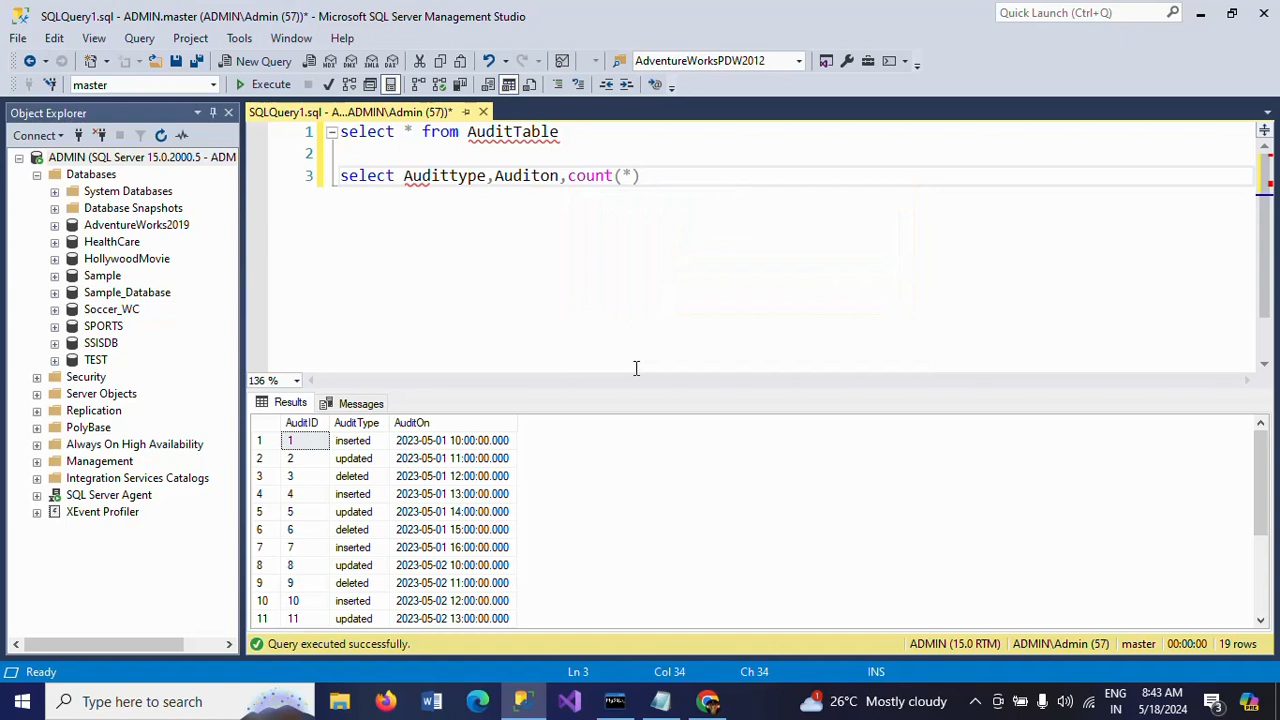 SQLQuery1.sql - ADMIN.master (ADMIN\Admin (57))* - Microsoft SQL Server Management Studio
Quick Launch (Ctrl+Q)
File Edit View Query Project Tools Window Help
New Query
MDX
DMX
XMLA
DAX
AdventureWorksPDW2012
master
Execute
Object Explorer
SQLQuery1.sql - A...ADMIN\Admin (57))*
Connect
ADMIN (SQL Server 15.0.2000.5 - ADM
Databases
System Databases
Database Snapshots
AdventureWorks2019
HealthCare
HollywoodMovie
Sample
Sample_Database
Soccer_WC
SPORTS
SSISDB
TEST
Security
Server Objects
Replication
PolyBase
Always On High Availability
Management
Integration Services Catalogs
SQL Server Agent
XEvent Profiler
1 select * from AuditTable
2
3 select Audittype,Auditon,count(*)
136 %
Results Messages
AuditID AuditType AuditOn
1 1 inserted 2023-05-01 10:00:00.000
2 2 updated 2023-05-01 11:00:00.000
3 3 deleted 2023-05-01 12:00:00.000
4 4 inserted 2023-05-01 13:00:00.000
5 5 updated 2023-05-01 14:00:00.000
6 6 deleted 2023-05-01 15:00:00.000
7 7 inserted 2023-05-01 16:00:00.000
8 8 updated 2023-05-02 10:00:00.000
9 9 deleted 2023-05-02 11:00:00.000
10 10 inserted 2023-05-02 12:00:00.000
11 11 updated 2023-05-02 13:00:00.000
Query executed successfully. ADMIN (15.0 RTM) ADMIN\Admin (57) master 00:00:00 19 rows
Ready Ln 3 Col 34 Ch 34 INS
Type here to search
26°C Mostly cloudy
ENG
IN
8:43 AM
5/18/2024
3